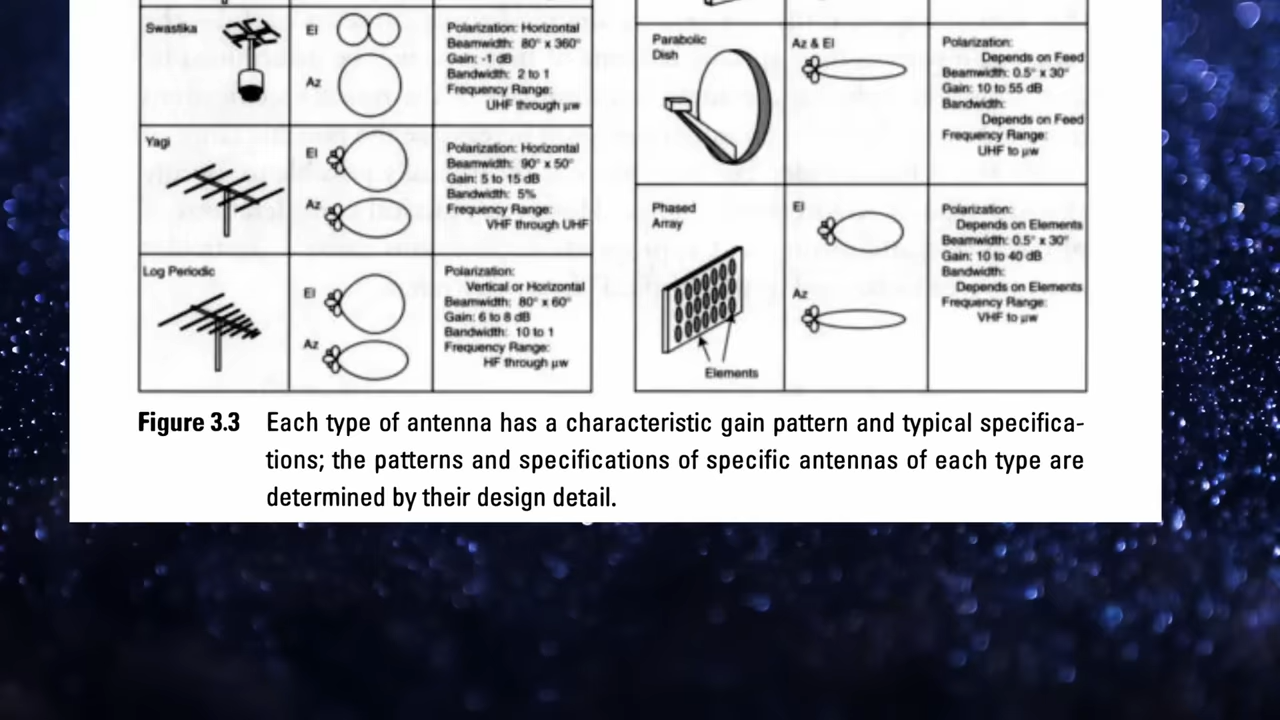 Swastika
El
Az
Polarization: Horizontal
Beamwidth: 80° x 360°
Gain: -1 dB
Bandwidth: 2 to 1
Frequency Range:
UHF through µw
Yagi
El
Az
Polarization: Horizontal
Beamwidth: 90° x 50°
Gain: 5 to 15 dB
Bandwidth: 5%
Frequency Range:
VHF through UHF
Log Periodic
El
Az
Polarization:
Vertical or Horizontal
Beamwidth: 80° x 60°
Gain: 6 to 8 dB
Bandwidth: 10 to 1
Frequency Range:
HF through µw
Parabolic
Dish
Az & El
Polarization:
Depends on Feed
Beamwidth: 0.5° x 30°
Gain: 10 to 55 dB
Bandwidth:
Depends on Feed
Frequency Range:
UHF to µw
Phased
Array
Elements
El
Az
Polarization:
Depends on Elements
Beamwidth: 0.5° x 30°
Gain: 10 to 40 dB
Bandwidth:
Depends on Elements
Frequency Range:
VHF to µw
Figure 3.3 Each type of antenna has a characteristic gain pattern and typical specifica-
tions; the patterns and specifications of specific antennas of each type are
determined by their design detail.